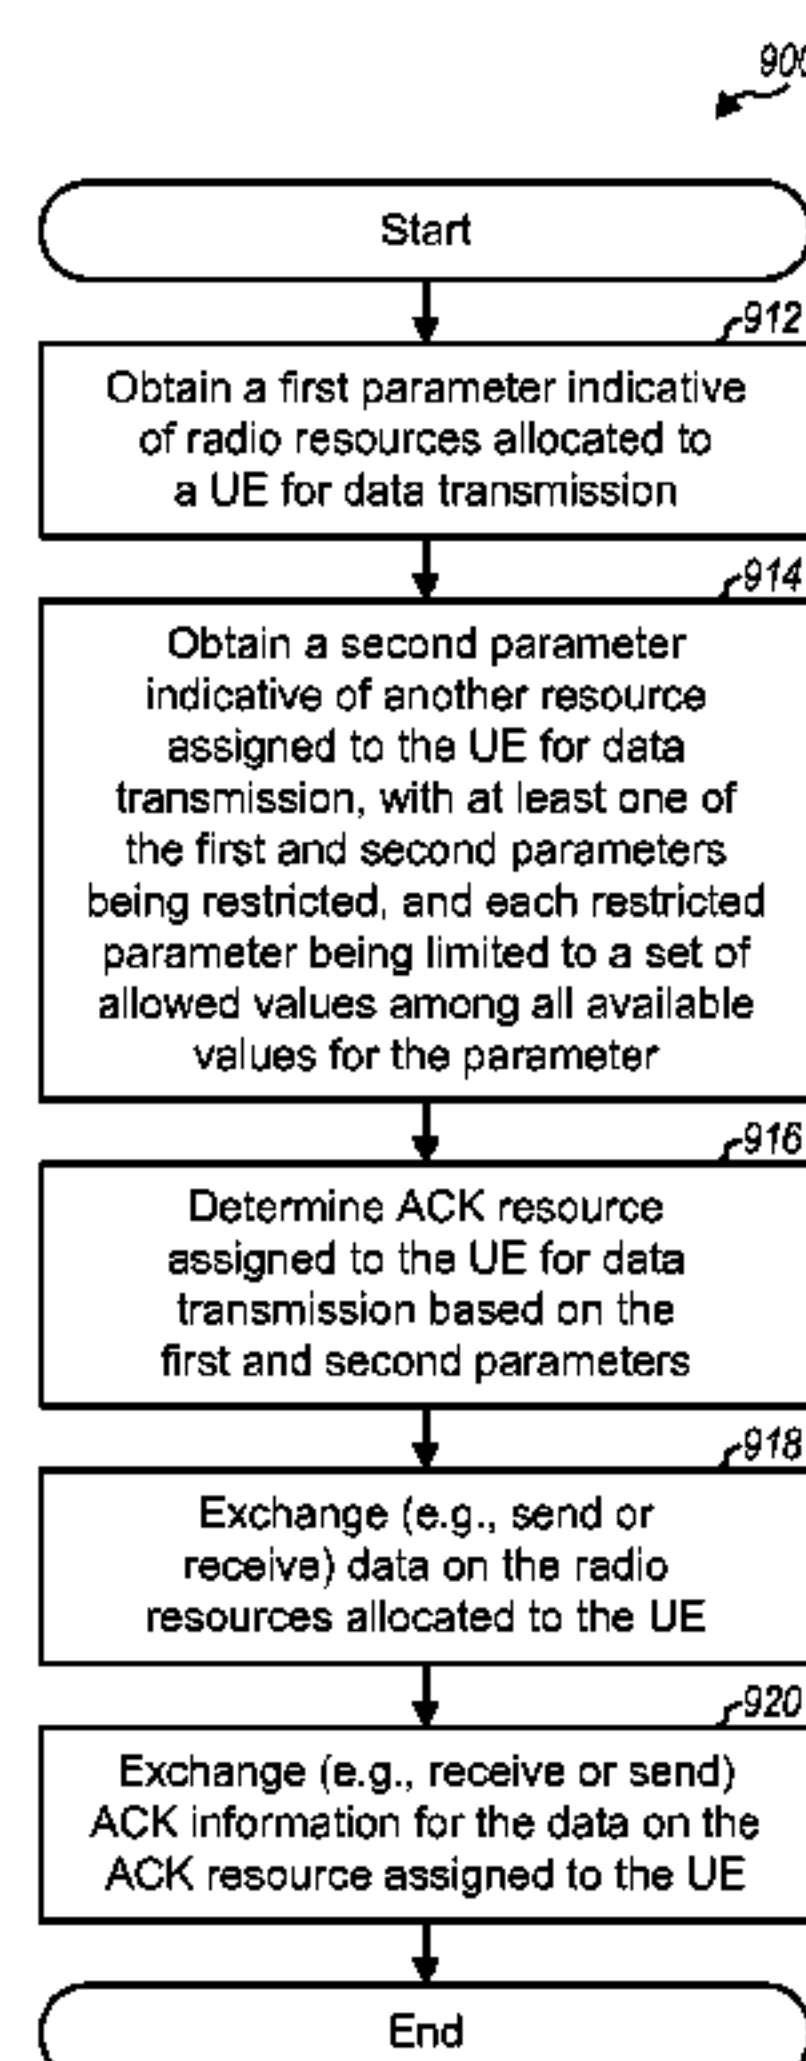 900
Start
912
Obtain a first parameter indicative
of radio resources allocated to
a UE for data transmission
914
Obtain a second parameter
indicative of another resource
assigned to the UE for data
transmission, with at least one of
the first and second parameters
being restricted, and each restricted
parameter being limited to a set of
allowed values among all available
values for the parameter
916
Determine ACK resource
assigned to the UE for data
transmission based on the
first and second parameters
918
Exchange (e.g., send or
receive) data on the radio
resources allocated to the UE
920
Exchange (e.g., receive or send)
ACK information for the data on the
ACK resource assigned to the UE
End